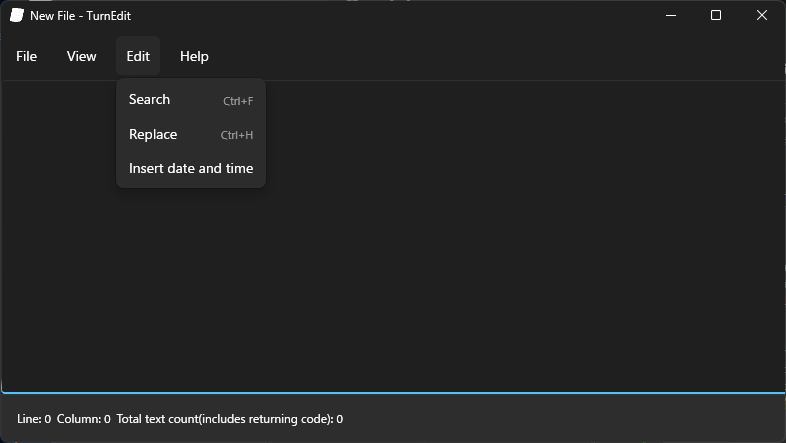 New File - TurnEdit
File View Edit Help
Search Ctrl+F
Replace Ctrl+H
Insert date and time
Line: 0 Column: 0 Total text count(includes returning code): 0